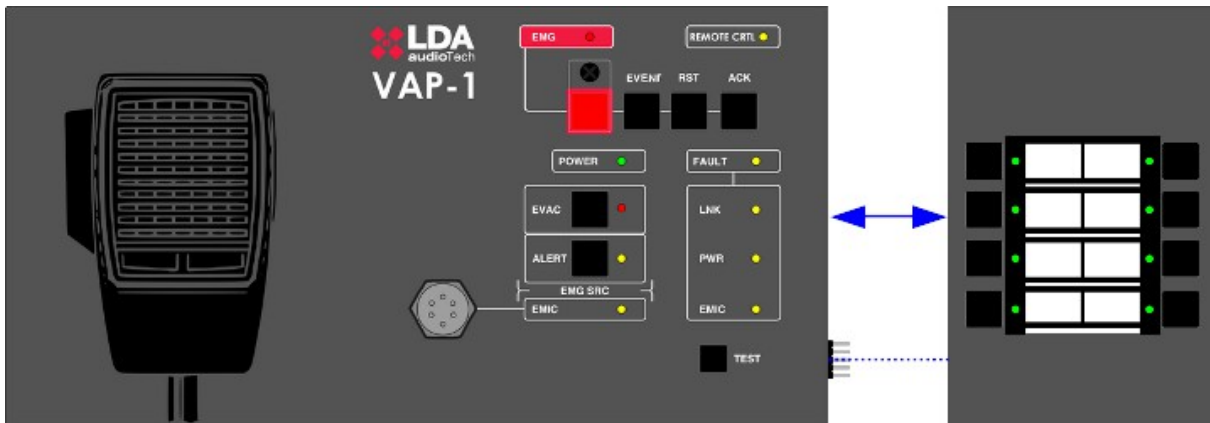 LDA
audioTech
VAP-1
EMG
REMOTE CRTL
EVENT RST ACK
POWER
FAULT
EVAC
LNK
ALERT
PWR
EMG SRC
EMIC
EMIC
TEST